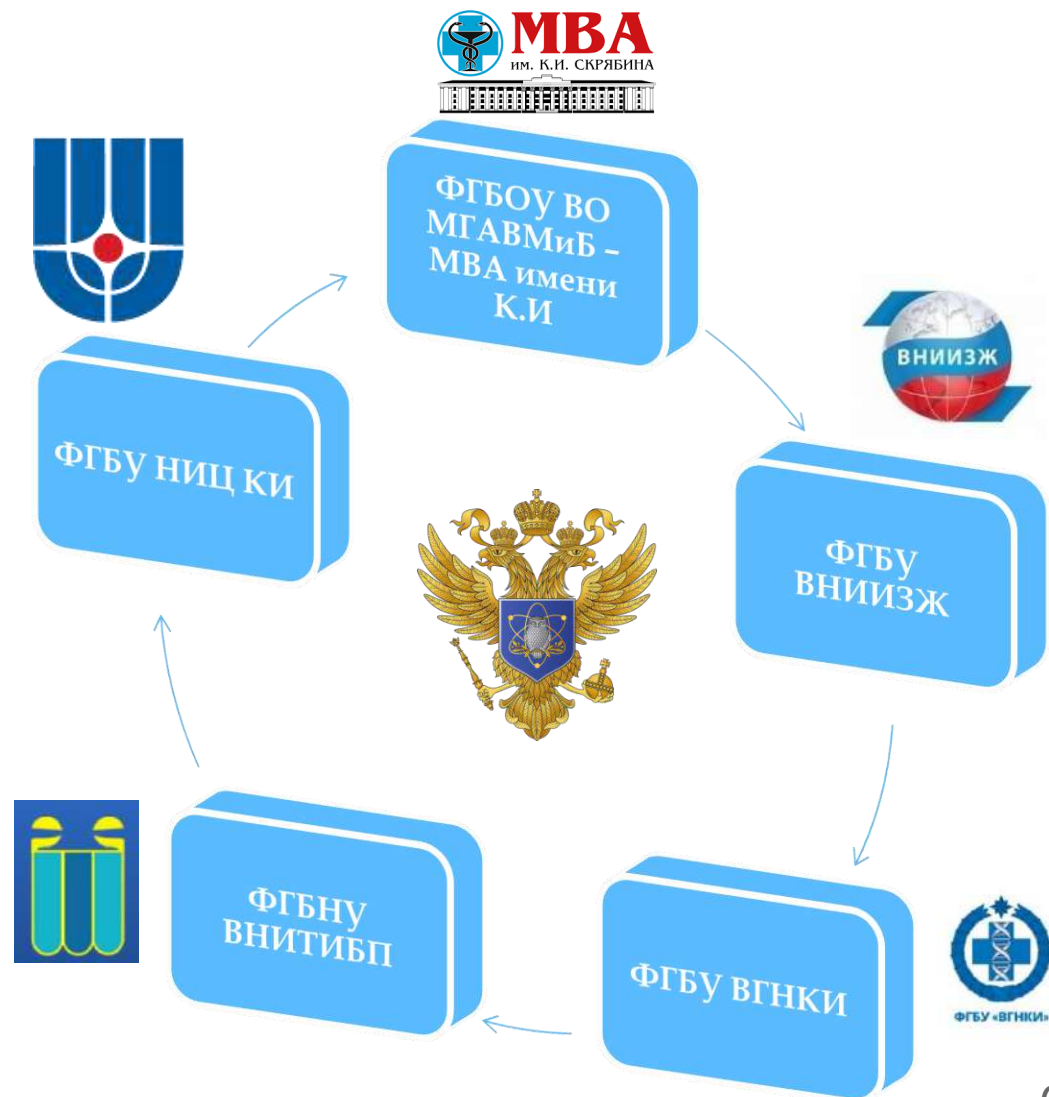 МВА
ИМ. К.И. СКРЯБИНА
ФГБОУ ВО
МГАВМиБ –
МВА имени
К.И
ВНИИЗЖ
ФГБУ
ВНИИЗЖ
ФГБУ НИЦ КИ
ФГБНУ
ВНИТИБП
ФГБУ ВГНКИ
ФГБУ «ВГНКИ»